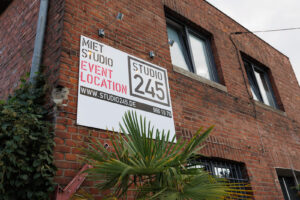 MIET
STUDIO
EVENT
LOCATION
STUDIO
245
WWW.STUDIO245.DE